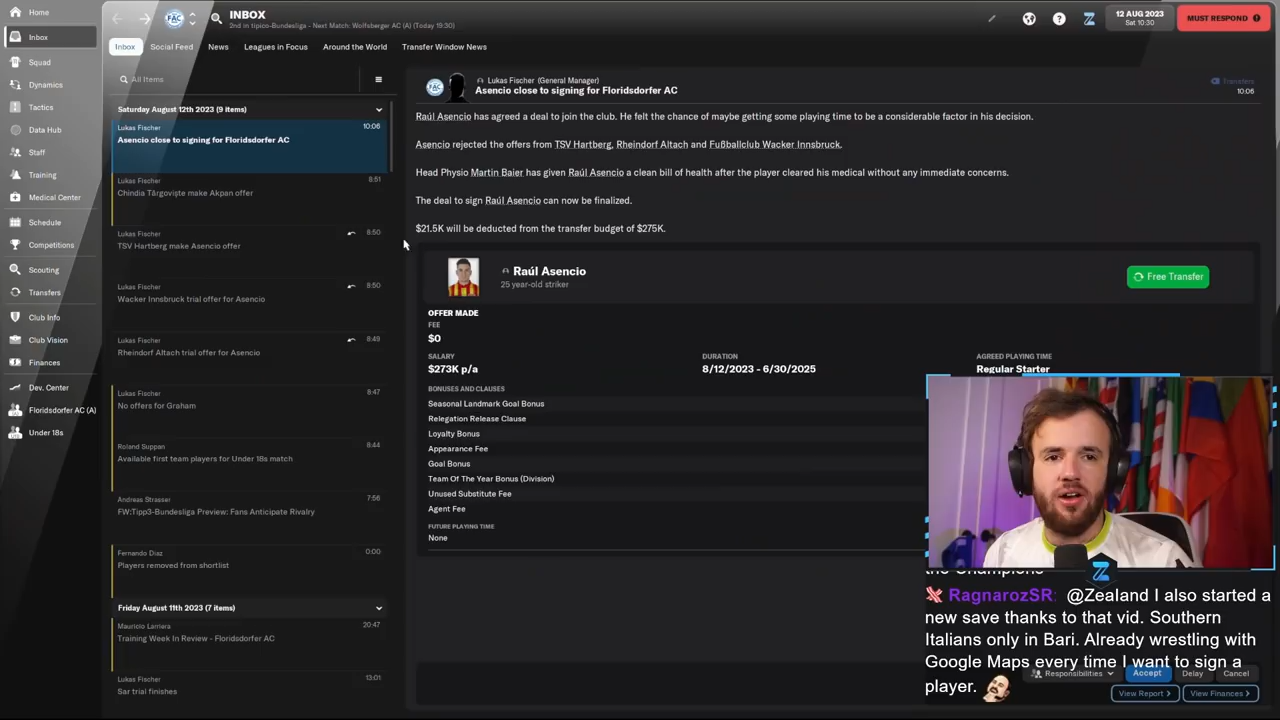 Home
Inbox
Squad
Dynamics
Tactics
Data Hub
Staff
Training
Medical Center
Schedule
Competitions
Scouting
Transfers
Club Info
Club Vision
Finances
Dev. Center
Floridsdorfer AC (A)
Under 18s
FAC
INBOX
2nd in tipico-Bundesliga - Next Match: Wolfsberger AC (A) (Today 19:30)
12 AUG 2023
Sat 10:30
MUST RESPOND
Inbox
Social Feed
News
Leagues in Focus
Around the World
Transfer Window News
All Items
Saturday August 12th 2023 (9 items)
Lukas Fischer 10:06
Asencio close to signing for Floridsdorfer AC
Lukas Fischer 8:51
Chindia Târgoviște make Akpan offer
Lukas Fischer 8:50
TSV Hartberg make Asencio offer
Lukas Fischer 8:50
Wacker Innsbruck trial offer for Asencio
Lukas Fischer 8:49
Rheindorf Altach trial offer for Asencio
Lukas Fischer 8:47
No offers for Graham
Roland Suppan 8:44
Available first team players for Under 18s match
Andreas Strasser 7:56
FW:Tipp3-Bundesliga Preview: Fans Anticipate Rivalry
Fernando Diaz 0:00
Players removed from shortlist
Friday August 11th 2023 (7 items)
Mauricio Larriera 20:47
Training Week In Review - Floridsdorfer AC
Lukas Fischer 13:01
Sar trial finishes
FAC
Lukas Fischer (General Manager)
Asencio close to signing for Floridsdorfer AC
Transfers
10:06
Raúl Asencio has agreed a deal to join the club. He felt the chance of maybe getting some playing time to be a considerable factor in his decision.
Asencio rejected the offers from TSV Hartberg, Rheindorf Altach and Fußballclub Wacker Innsbruck.
Head Physio Martin Baier has given Raúl Asencio a clean bill of health after the player cleared his medical without any immediate concerns.
The deal to sign Raúl Asencio can now be finalized.
$21.5K will be deducted from the transfer budget of $275K.
Raúl Asencio
25 year-old striker
Free Transfer
OFFER MADE
FEE
$0
SALARY
$273K p/a
DURATION
8/12/2023 - 6/30/2025
AGREED PLAYING TIME
Regular Starter
BONUSES AND CLAUSES
Seasonal Landmark Goal Bonus
Relegation Release Clause
Loyalty Bonus
Appearance Fee
Goal Bonus
Team Of The Year Bonus (Division)
Unused Substitute Fee
Agent Fee
FUTURE PLAYING TIME
None
the Champions
RagnarozSR: @Zealand I also started a
new save thanks to that vid. Southern
Italians only in Bari. Already wrestling with
Google Maps every time I want to sign a
player.
Responsibilities
Accept
Delay
Cancel
View Report >
View Finances >